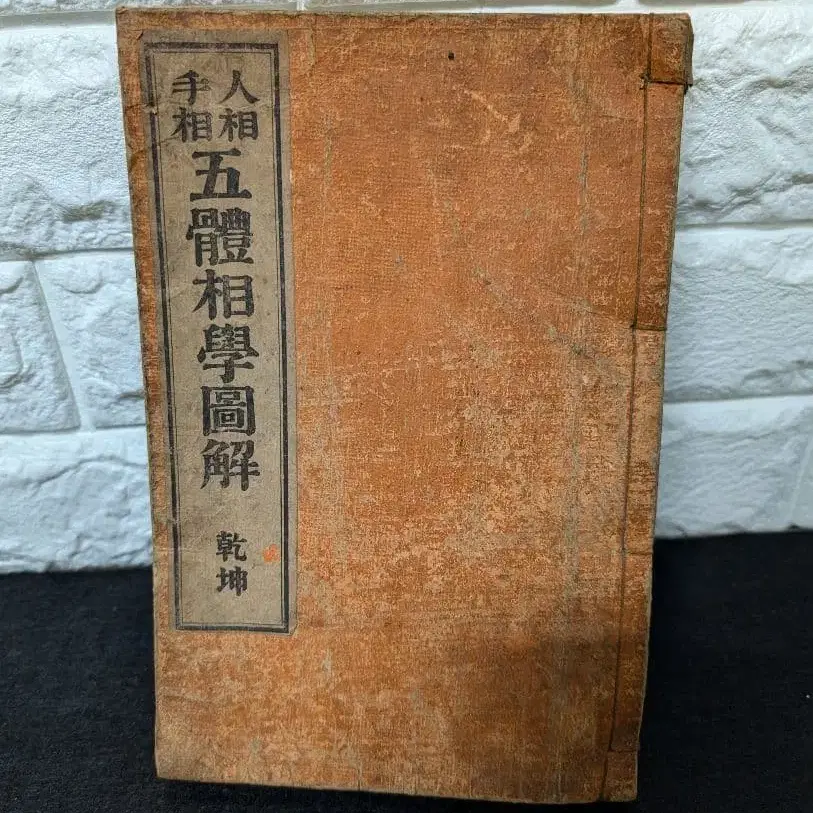 人相
手相
五體相學圖解
乾坤